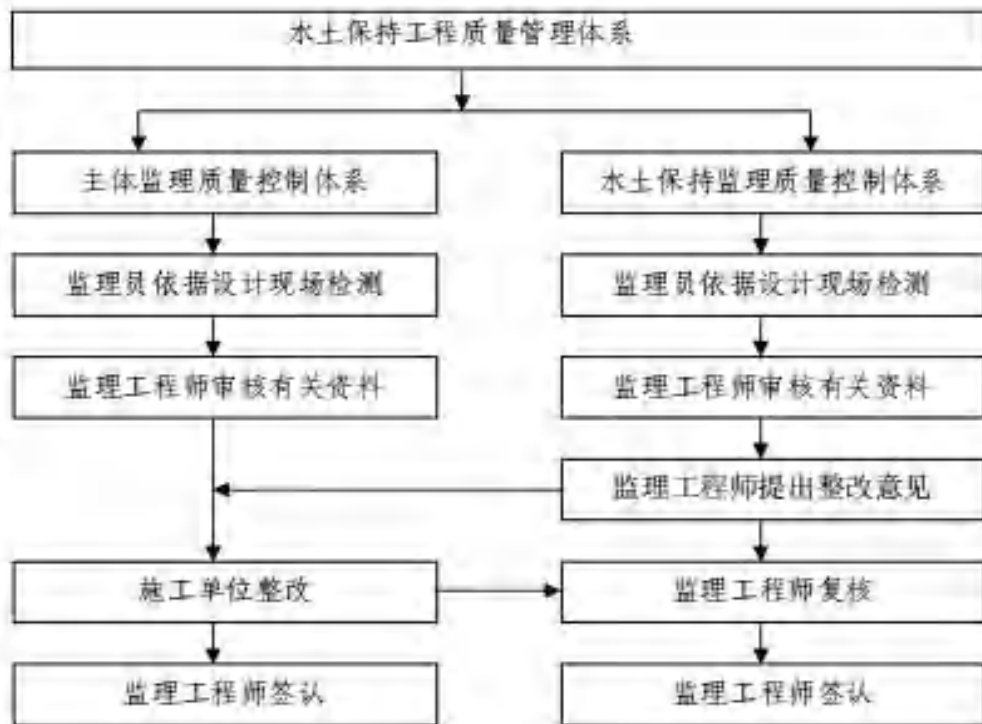 水土保持工程质量管理体系
主体监理质量控制体系
水土保持监理质量控制体系
监理员依据设计现场检测
监理员依据设计现场检测
监理工程师审核有关资料
监理工程师审核有关资料
监理工程师提出整改意见
施工单位整改
监理工程师复核
监理工程师签认
监理工程师签认